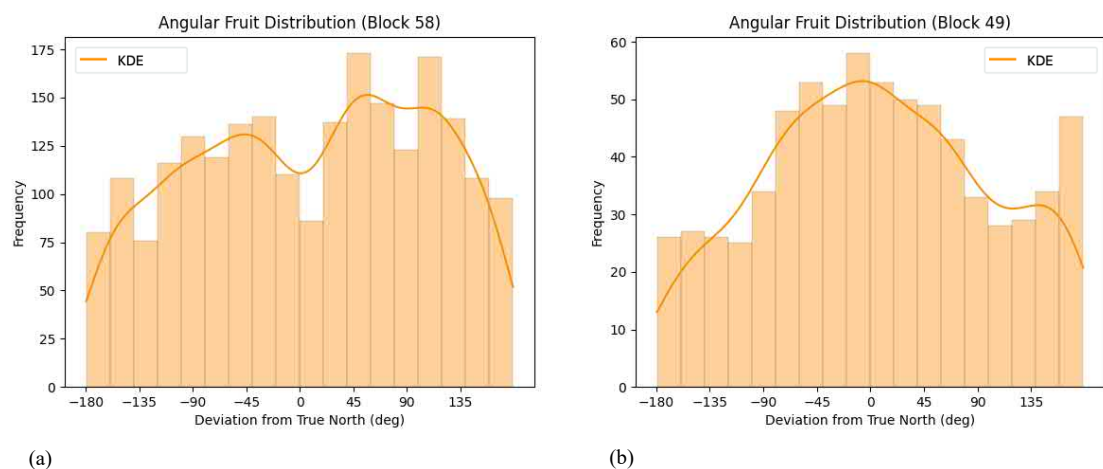 Angular Fruit Distribution (Block 58)
KDE
175
150
125
100
75
50
25
0
Frequency
−180 −135 −90 −45 0 45 90 135
Deviation from True North (deg)
(a)
Angular Fruit Distribution (Block 49)
KDE
60
50
40
30
20
10
0
Frequency
−180 −135 −90 −45 0 45 90 135
Deviation from True North (deg)
(b)